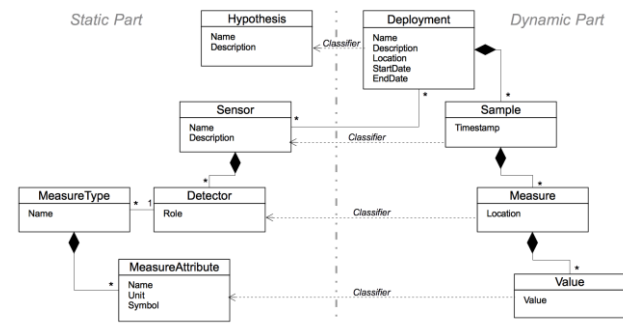 Static Part
Dynamic Part
Hypothesis
Name
Description
Classifier
Deployment
Name
Description
Location
StartDate
EndDate
*
*
*
Sensor
Name
Description
Classifier
Sample
Timestamp
*
*
MeasureType
Name
* 1
Detector
Role
Classifier
Measure
Location
*
*
MeasureAttribute
Name
Unit
Symbol
Classifier
Value
Value